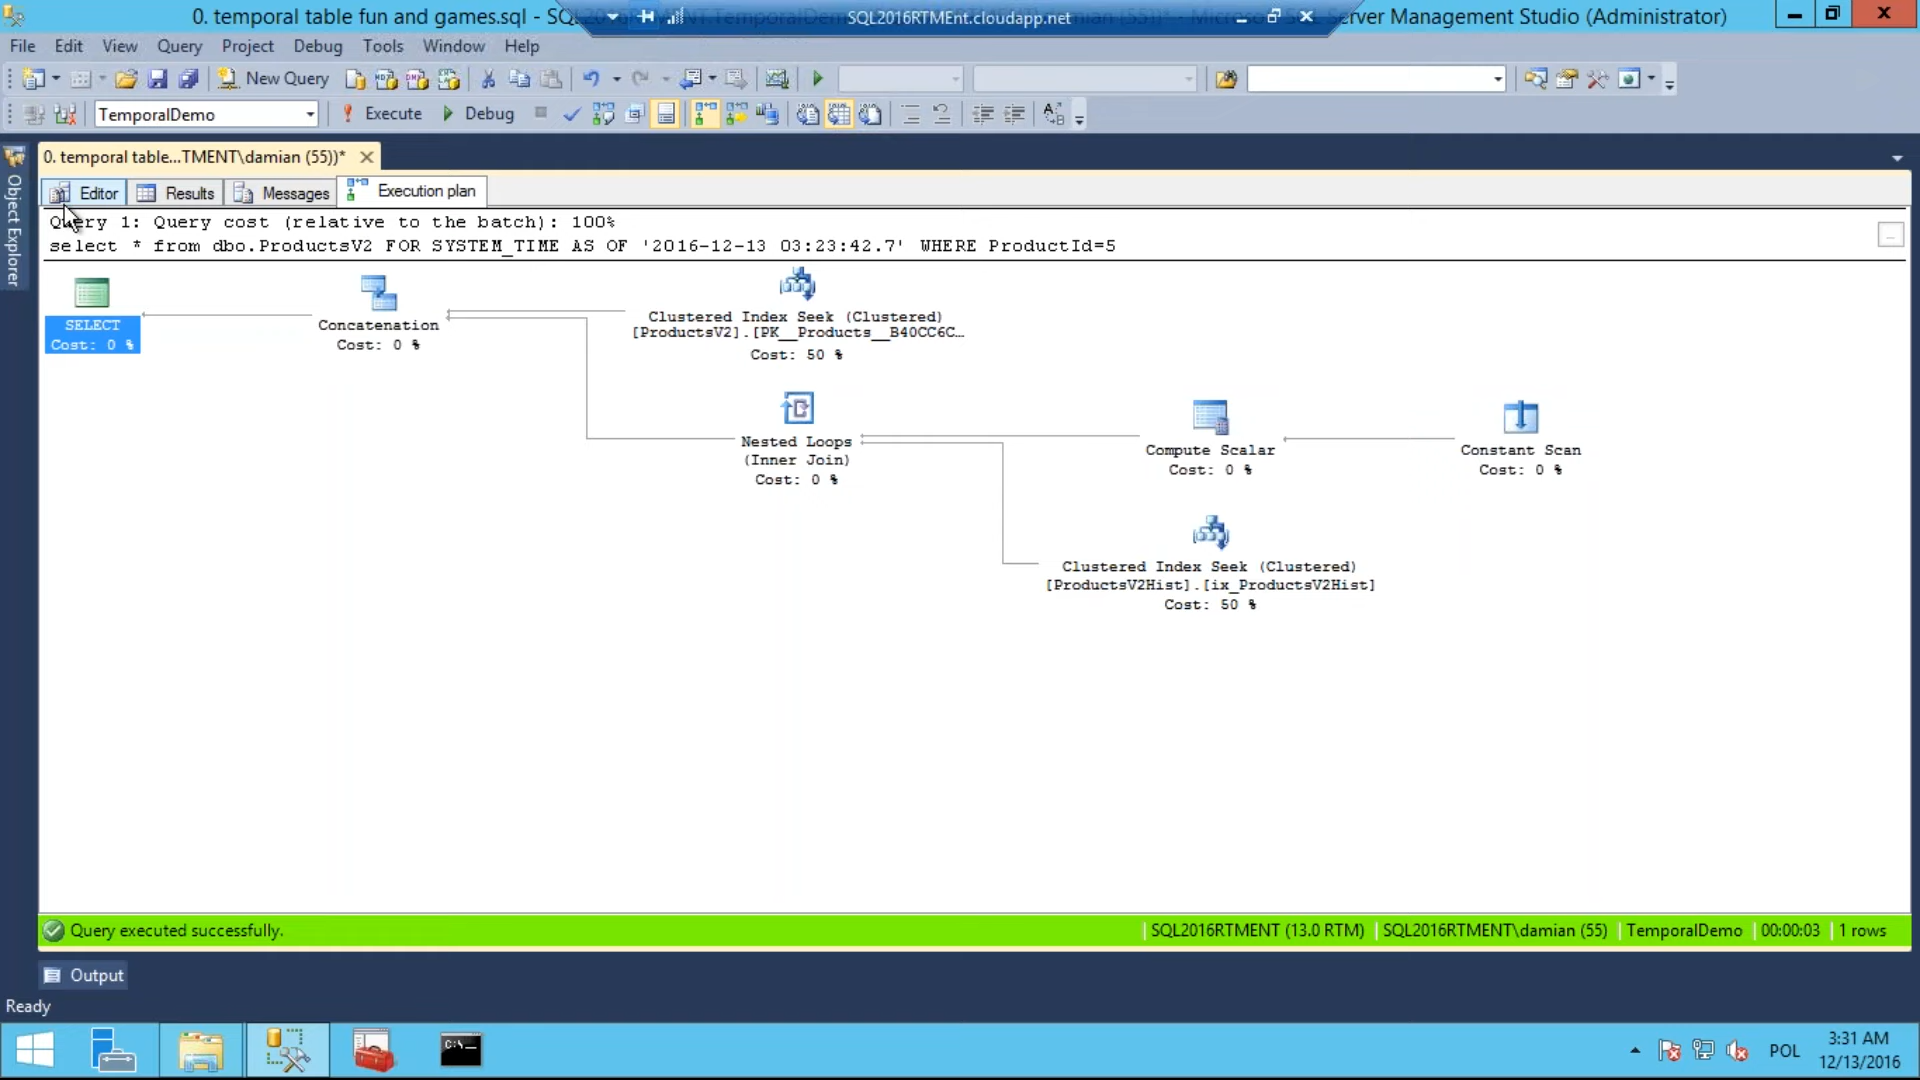 0. temporal table fun and games.sql - SQL2016RTMENT.TemporalDemo
SQL2016RTMEnt.cloudapp.net
Server Management Studio (Administrator)
File Edit View Query Project Debug Tools Window Help
New Query
TemporalDemo
Execute
Debug
Object Explorer
0. temporal table...TMENT\damian (55))*
Editor
Results
Messages
Execution plan
Query 1: Query cost (relative to the batch): 100%
select * from dbo.ProductsV2 FOR SYSTEM_TIME AS OF '2016-12-13 03:23:42.7' WHERE ProductId=5
...
SELECT
Cost: 0 %
Concatenation
Cost: 0 %
Clustered Index Seek (Clustered)
[ProductsV2].[PK__Products__B40CC6C…
Cost: 50 %
Nested Loops
(Inner Join)
Cost: 0 %
Compute Scalar
Cost: 0 %
Constant Scan
Cost: 0 %
Clustered Index Seek (Clustered)
[ProductsV2Hist].[ix_ProductsV2Hist]
Cost: 50 %
Query executed successfully.
SQL2016RTMENT (13.0 RTM)
SQL2016RTMENT\damian (55)
TemporalDemo
00:00:03
1 rows
Output
Ready
C:\_
POL
3:31 AM
12/13/2016